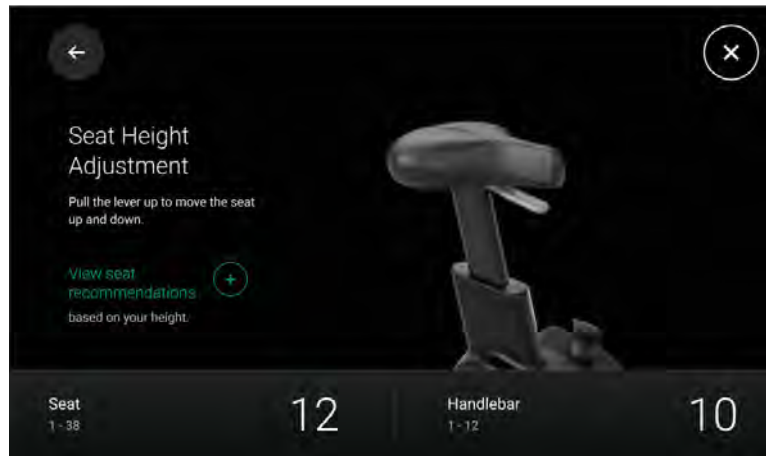 Seat Height
Adjustment
Pull the lever up to move the seat
up and down.
View seat
recommendations
based on your height.
Seat
1 - 38
12
Handlebar
1 - 12
10